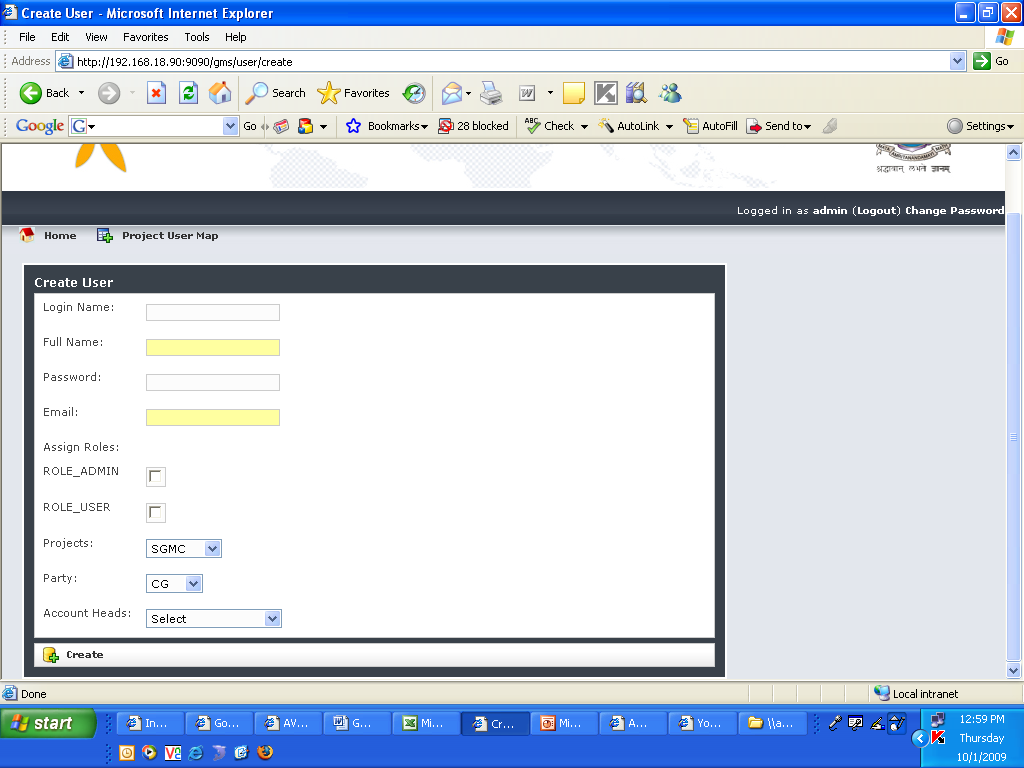 Create User - Microsoft Internet Explorer
File Edit View Favorites Tools Help
Address http://192.168.18.90:9090/gms/user/create Go
Back Search Favorites W
Google G Go Bookmarks 28 blocked ABC Check AutoLink AutoFill Send to Settings
श्रद्धावान् लभते ज्ञानम्
Logged in as admin (Logout) Change Password
Home Project User Map
Create User
Login Name:
Full Name:
Password:
Email:
Assign Roles:
ROLE_ADMIN
ROLE_USER
Projects: SGMC
Party: CG
Account Heads: Select
Create
Done Local intranet
start In... Go... AV... G... Mi... Cr... Mi... A... Yo... \\a... 12:59 PM
Thursday
10/1/2009